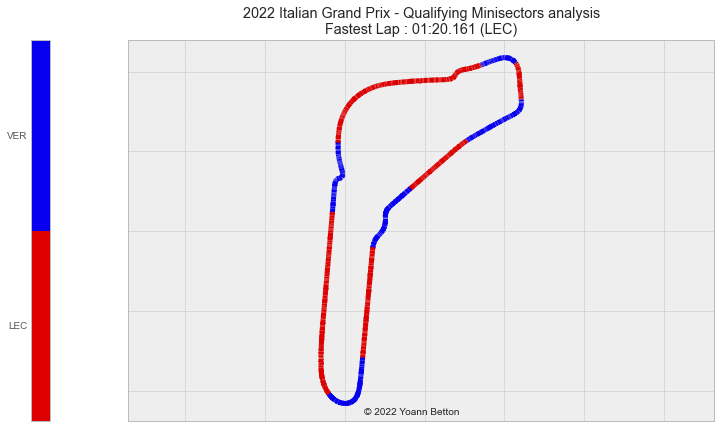 2022 Italian Grand Prix - Qualifying Minisectors analysis
Fastest Lap : 01:20.161 (LEC)
VER
LEC
© 2022 Yoann Betton